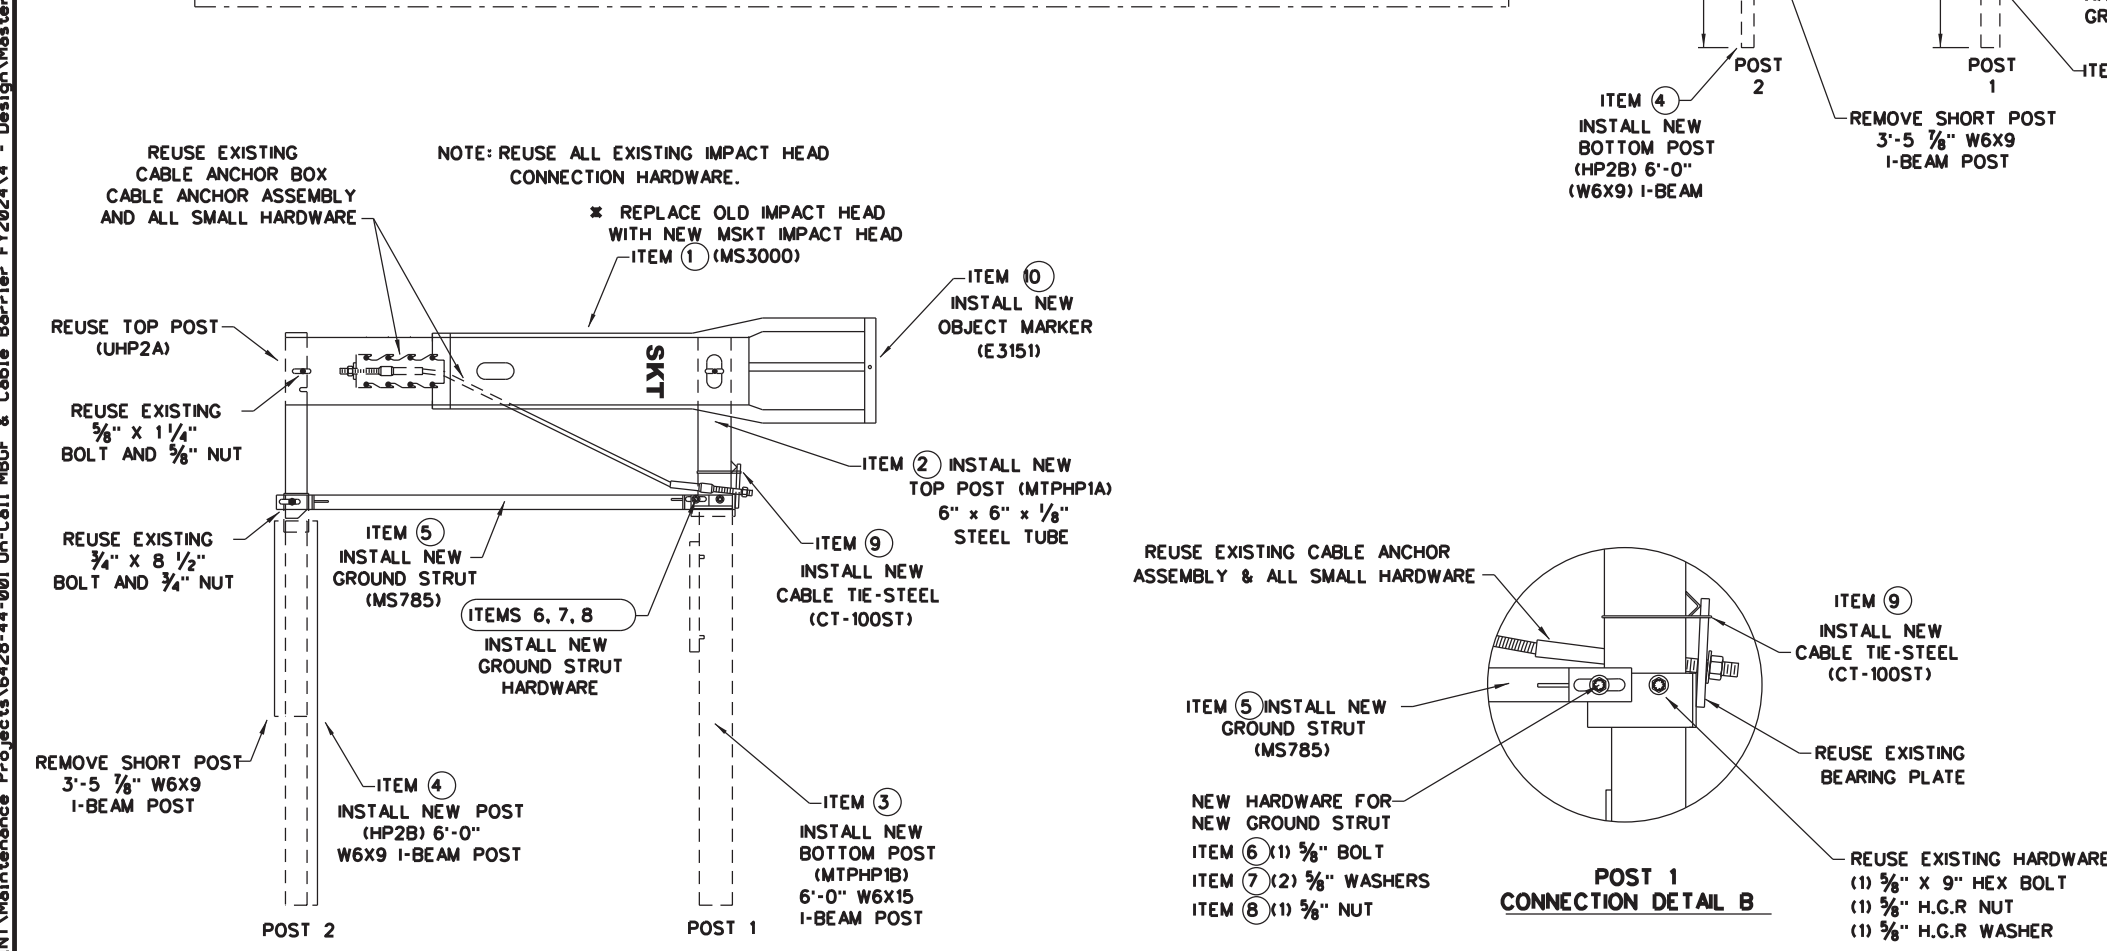 POST
2
POST
1
GR
ITE
ITEM 4
INSTALL NEW
BOTTOM POST
(HP2B) 6'-0"
(W6X9) I-BEAM
REMOVE SHORT POST
3'-5 7/8" W6X9
I-BEAM POST
REUSE EXISTING
CABLE ANCHOR BOX
CABLE ANCHOR ASSEMBLY
AND ALL SMALL HARDWARE
NOTE: REUSE ALL EXISTING IMPACT HEAD
CONNECTION HARDWARE.
* REPLACE OLD IMPACT HEAD
WITH NEW MSKT IMPACT HEAD
ITEM 1 (MS3000)
ITEM 10
INSTALL NEW
OBJECT MARKER
(E3151)
REUSE TOP POST
(UHP2A)
SKT
REUSE EXISTING
5/8" X 1 1/4"
BOLT AND 5/8" NUT
ITEM 2 INSTALL NEW
TOP POST (MTPHP1A)
6" x 6" x 1/8"
STEEL TUBE
REUSE EXISTING
3/4" X 8 1/2"
BOLT AND 3/4" NUT
ITEM 5
INSTALL NEW
GROUND STRUT
(MS785)
ITEM 9
INSTALL NEW
CABLE TIE-STEEL
(CT-100ST)
ITEMS 6, 7, 8
INSTALL NEW
GROUND STRUT
HARDWARE
REMOVE SHORT POST
3'-5 7/8" W6X9
I-BEAM POST
ITEM 4
INSTALL NEW POST
(HP2B) 6'-0"
W6X9 I-BEAM POST
ITEM 3
INSTALL NEW
BOTTOM POST
(MTPHP1B)
6'-0" W6X15
I-BEAM POST
POST 2
POST 1
REUSE EXISTING CABLE ANCHOR
ASSEMBLY & ALL SMALL HARDWARE
ITEM 9
INSTALL NEW
CABLE TIE-STEEL
(CT-100ST)
ITEM 5 INSTALL NEW
GROUND STRUT
(MS785)
REUSE EXISTING
BEARING PLATE
NEW HARDWARE FOR
NEW GROUND STRUT
ITEM 6 (1) 5/8" BOLT
ITEM 7 (2) 5/8" WASHERS
ITEM 8 (1) 5/8" NUT
POST 1
CONNECTION DETAIL B
REUSE EXISTING HARDWARE
(1) 5/8" X 9" HEX BOLT
(1) 5/8" H.G.R NUT
(1) 5/8" H.G.R WASHER